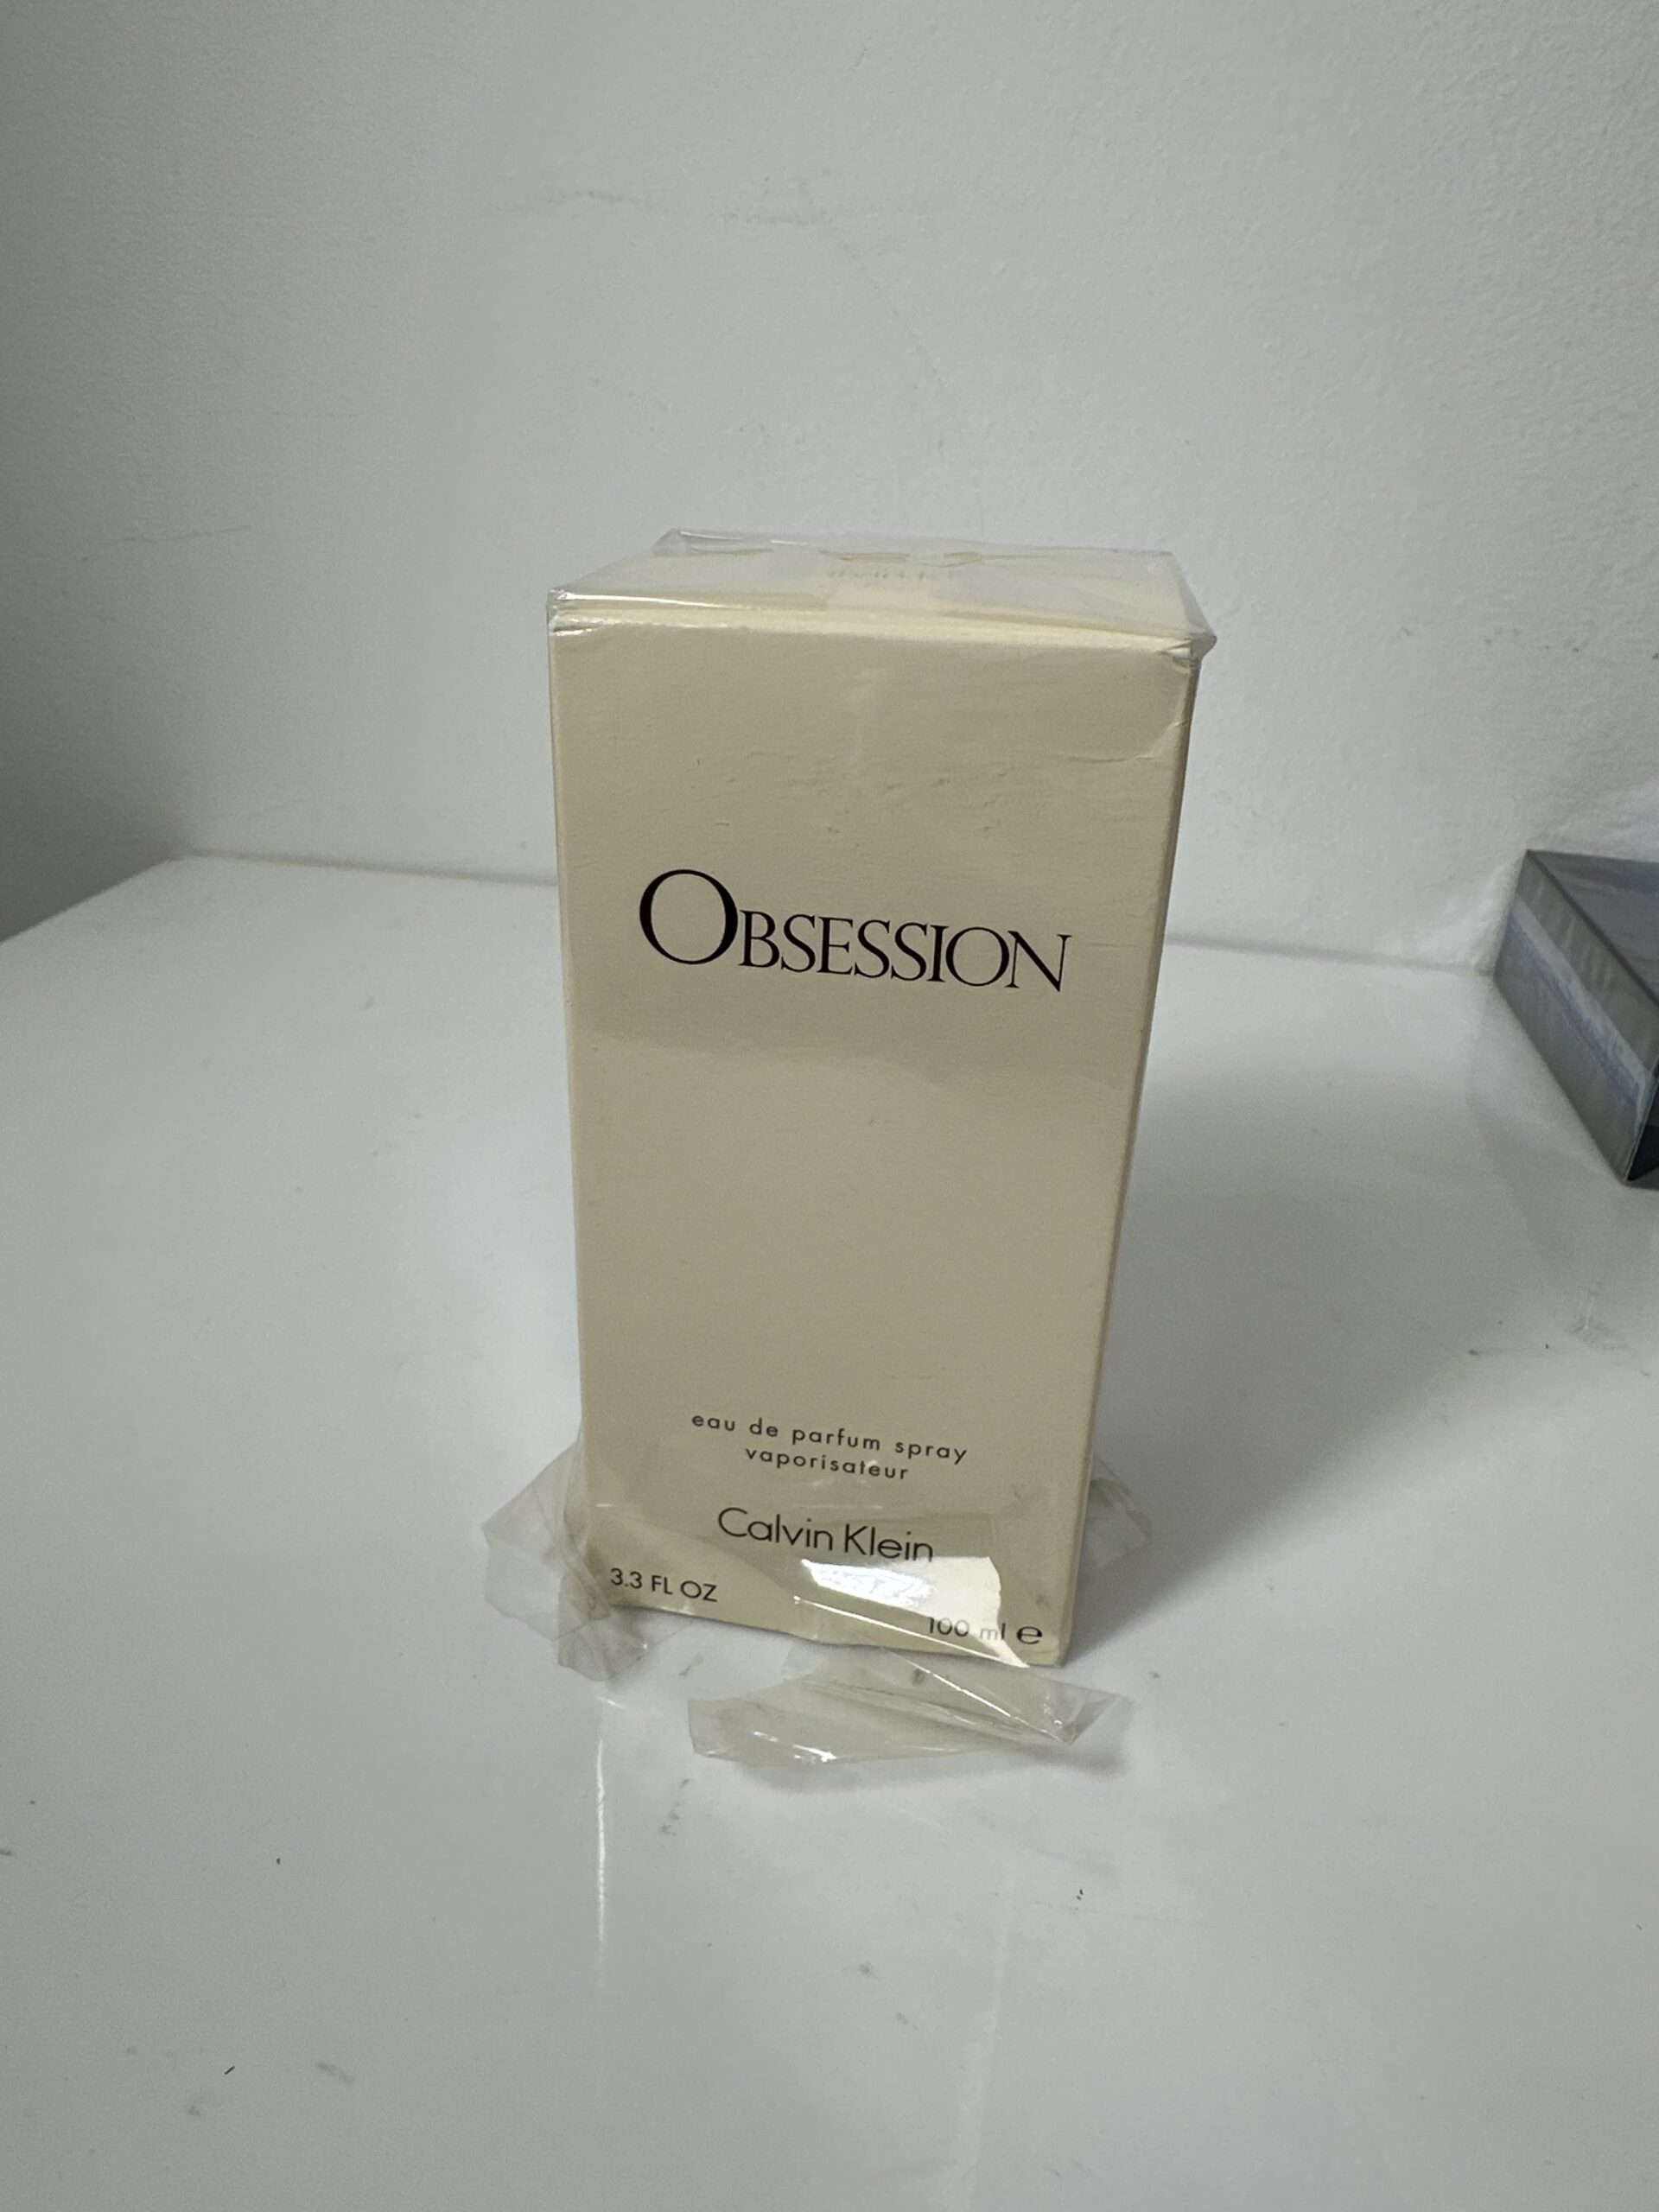 OBSESSION
eau de parfum spray
vaporisateur
Calvin Klein
3.3 FL OZ
100 ml ℮